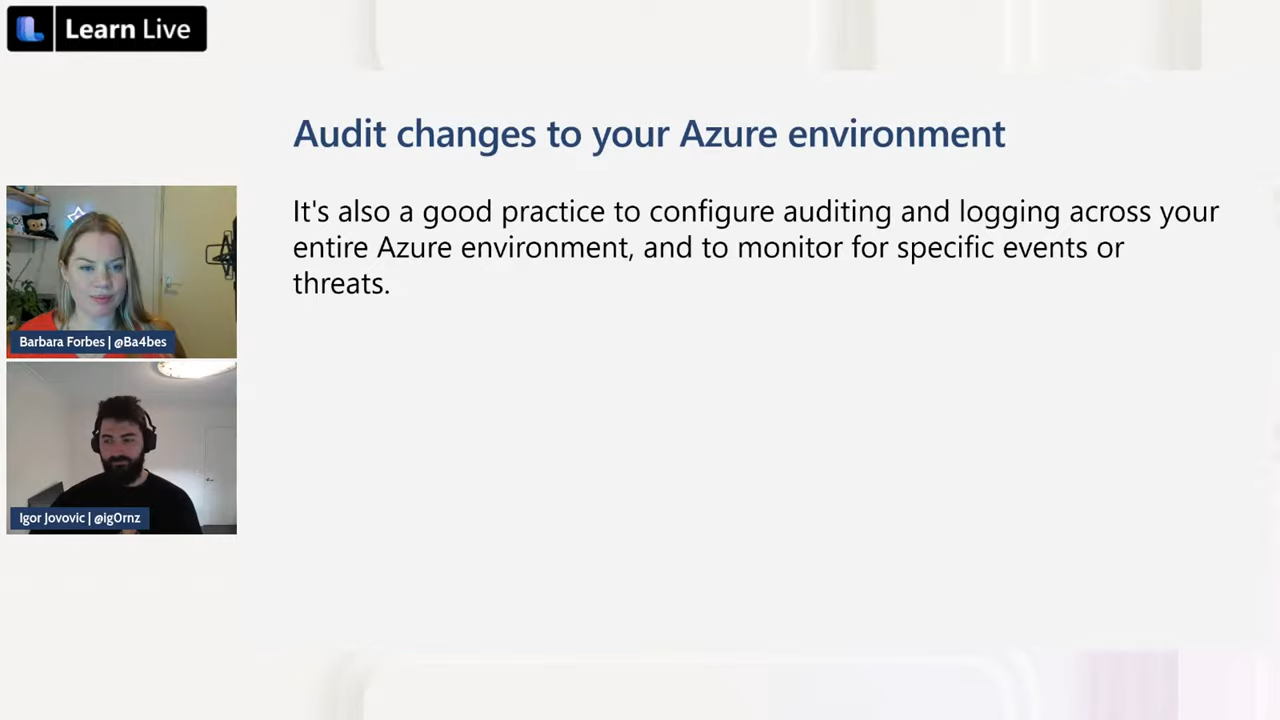 Learn Live
Audit changes to your Azure environment
It's also a good practice to configure auditing and logging across your
entire Azure environment, and to monitor for specific events or
threats.
Barbara Forbes | @Ba4bes
Igor Jovovic | @ig0rnz